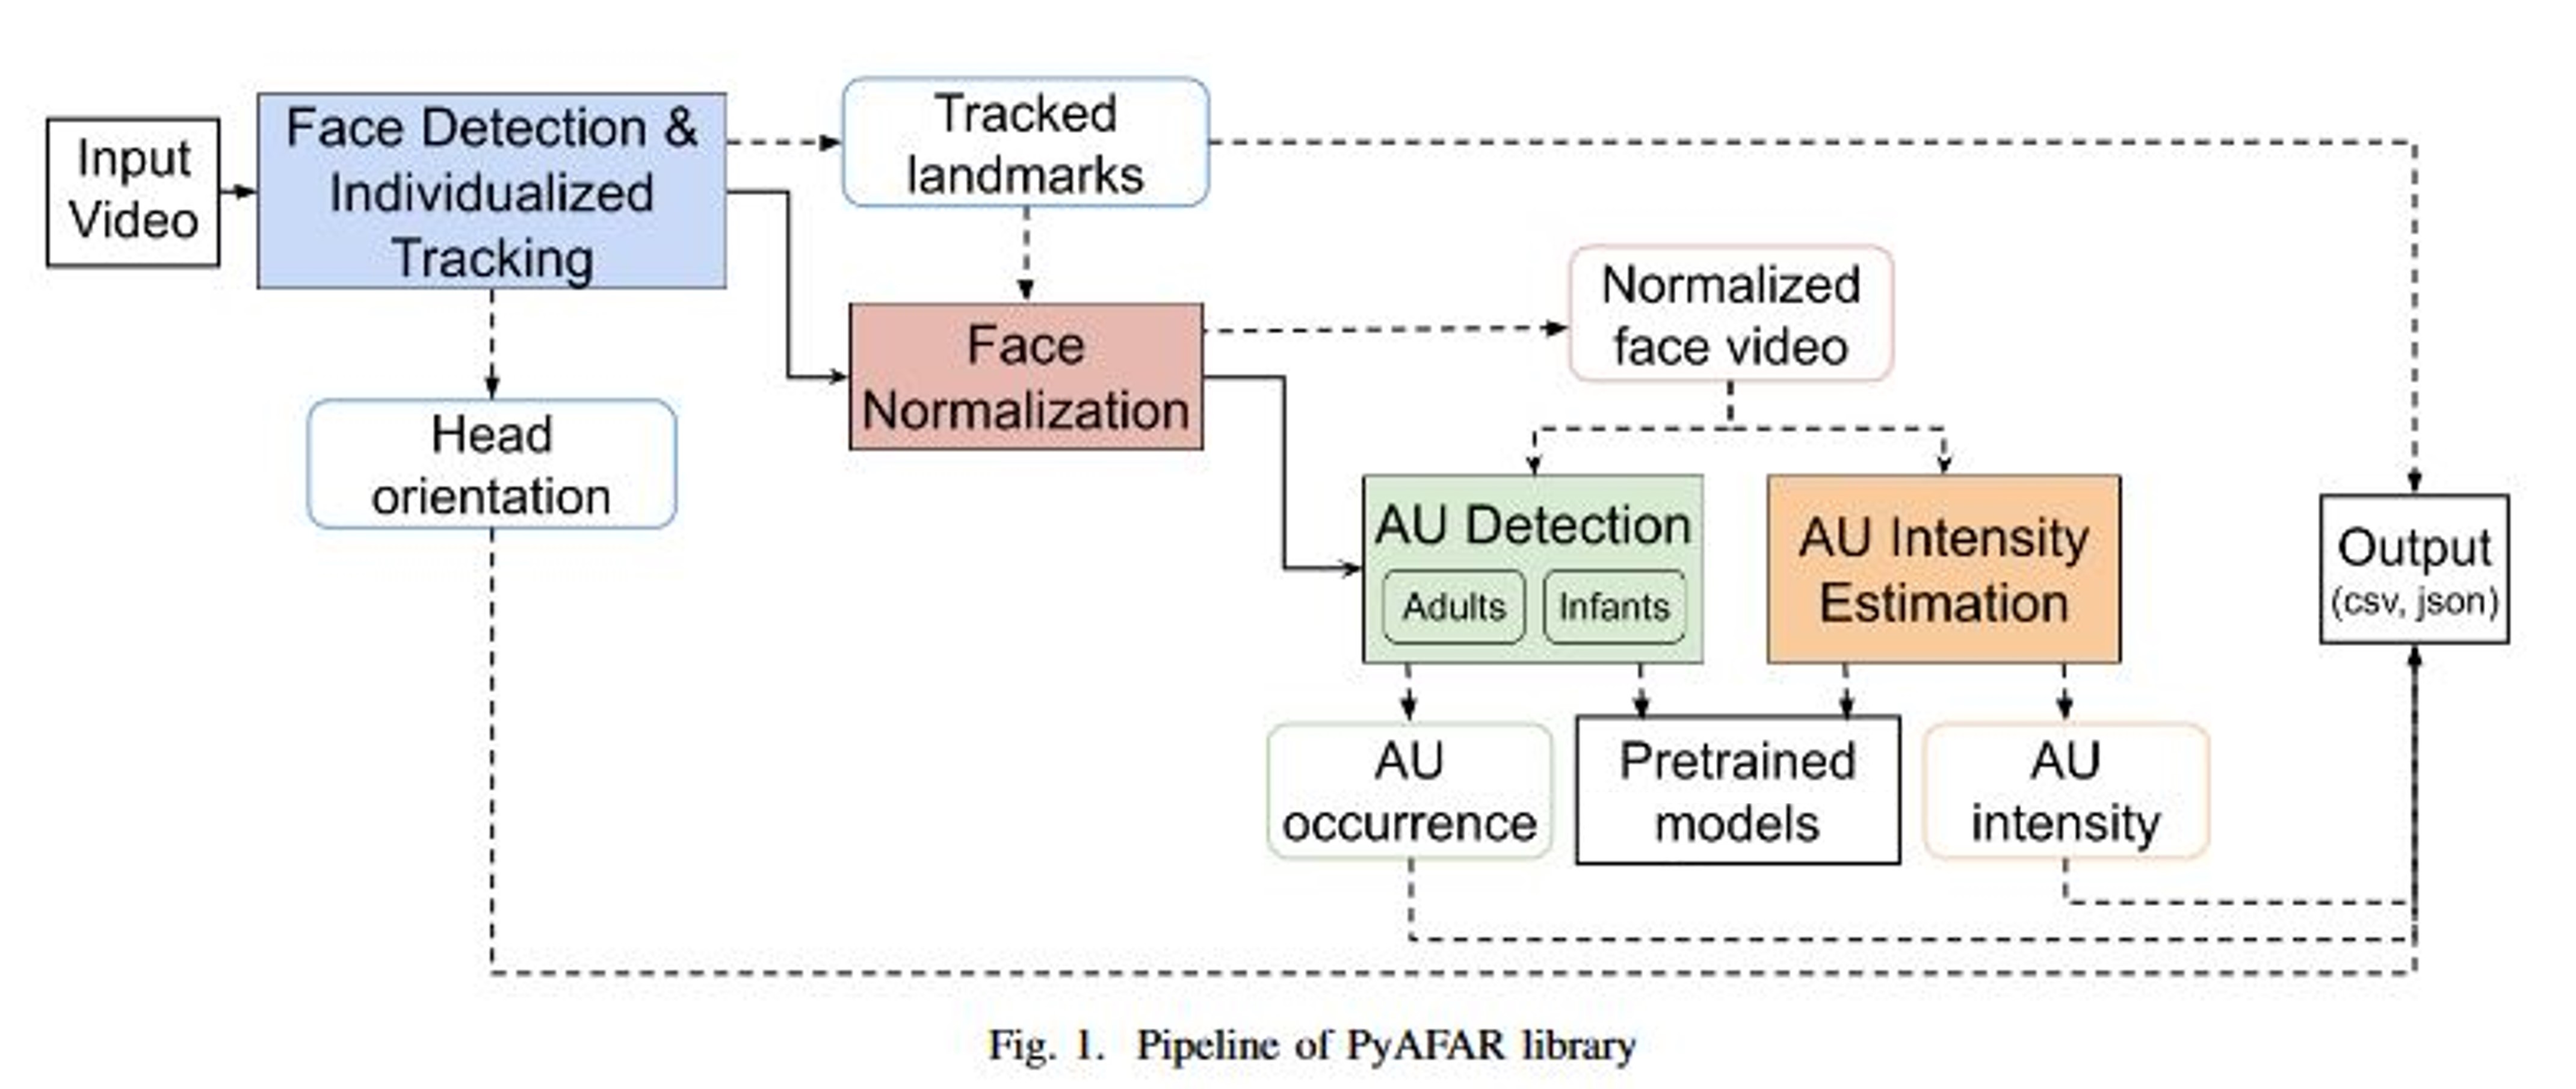 Input
Video
Face Detection &
Individualized
Tracking
Tracked
landmarks
Head
orientation
Face
Normalization
Normalized
face video
AU Detection
Adults
Infants
AU Intensity
Estimation
Output
(csv, json)
AU
occurrence
Pretrained
models
AU
intensity
Fig. 1. Pipeline of PyAFAR library